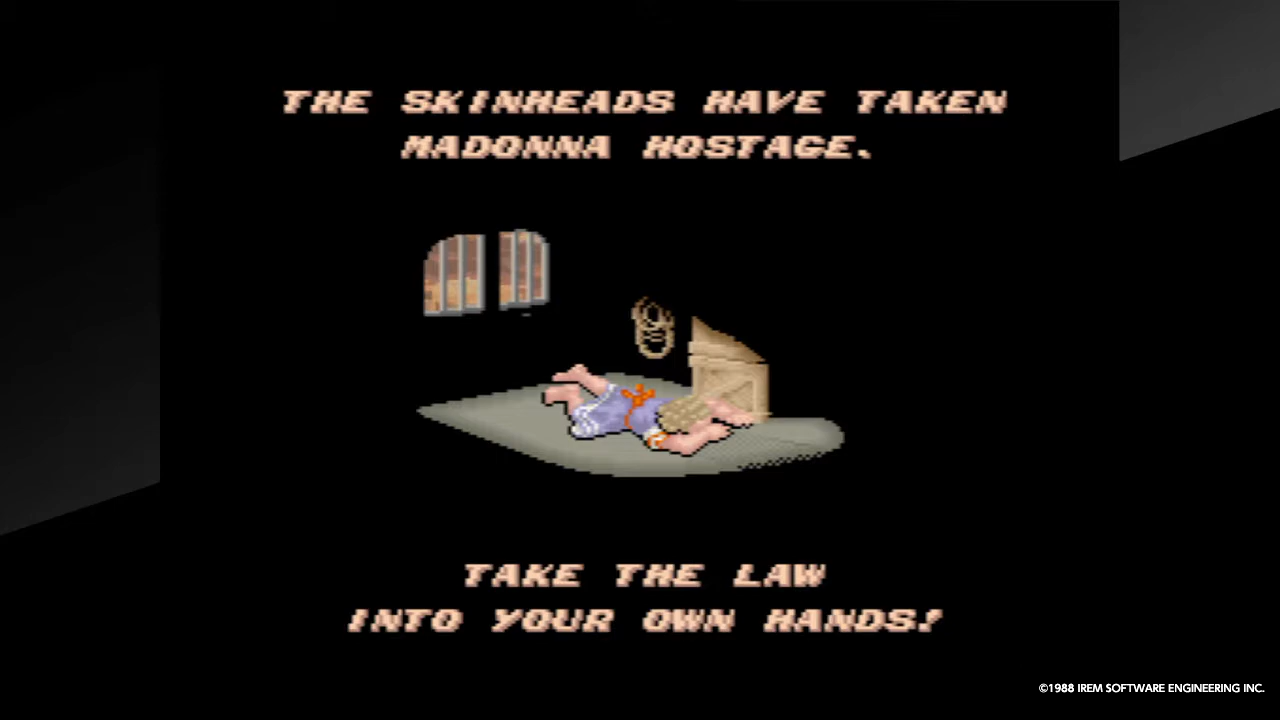 THE SKINHEADS HAVE TAKEN
MADONNA HOSTAGE.
TAKE THE LAW
INTO YOUR OWN HANDS!
©1988 IREM SOFTWARE ENGINEERING INC.